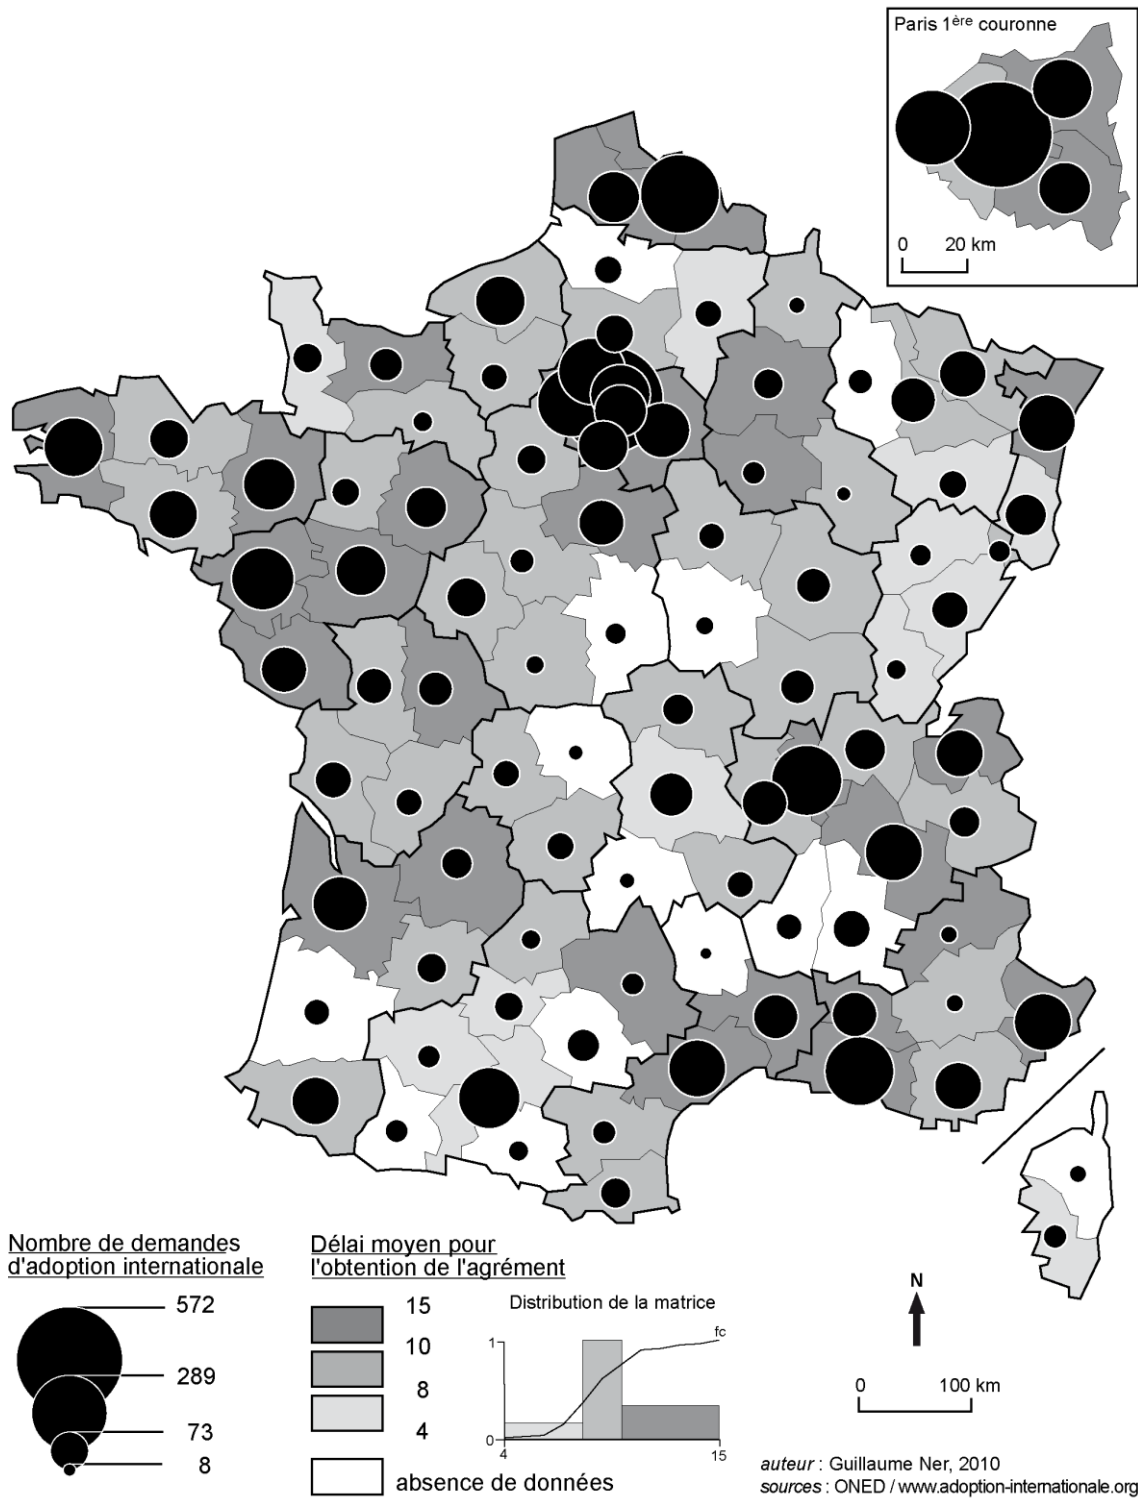 Paris 1ère couronne
0 20 km
Nombre de demandes
d'adoption internationale
572
289
73
8
Délai moyen pour
l'obtention de l'agrément
15
10
8
4
absence de données
Distribution de la matrice
fc
1
0
4 15
N
0 100 km
auteur : Guillaume Ner, 2010
sources : ONED / www.adoption-internationale.org